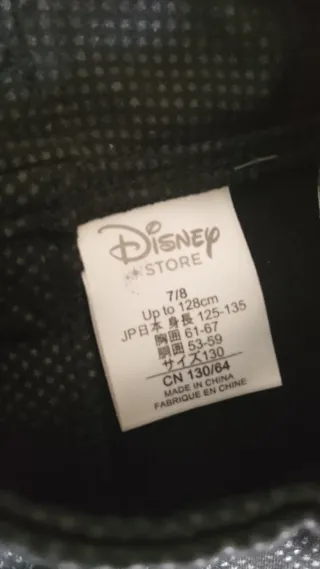 Disney
STORE
7/8
Up to 128cm
JP日本 身長 125-135
胸囲 61-67
胴囲 53-59
サイズ130
CN 130/64
MADE IN CHINA
FABRIQUE EN CHINE